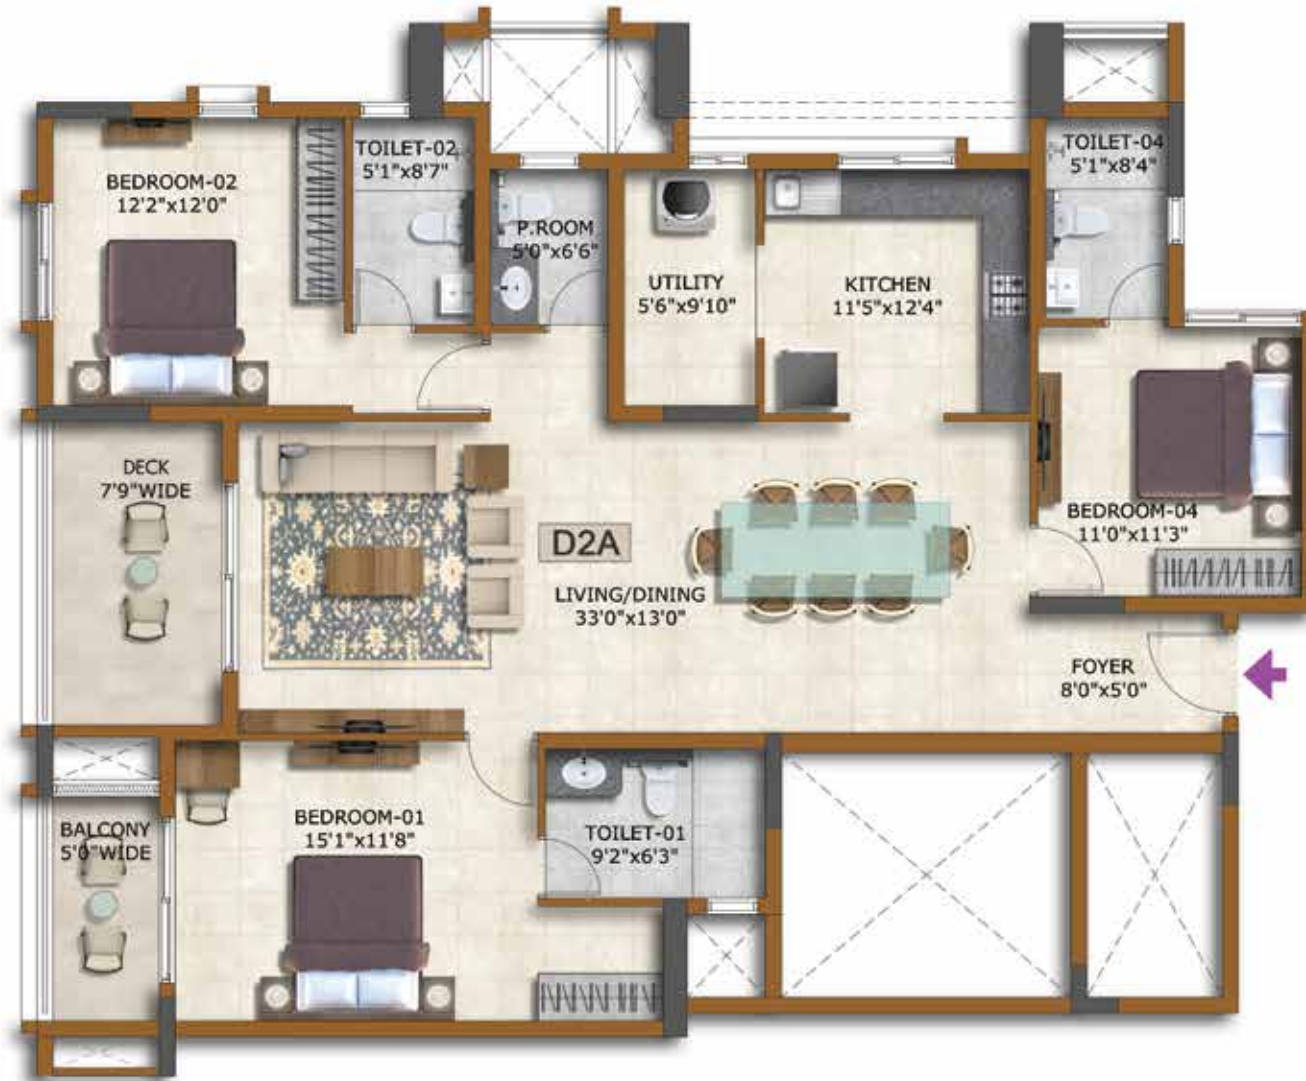 TOILET-02
5'1"x8'7"
TOILET-04
5'1"x8'4"
BEDROOM-02
12'2"x12'0"
P.ROOM
5'0"x6'6"
UTILITY
5'6"x9'10"
KITCHEN
11'5"x12'4"
DECK
7'9"WIDE
D2A
BEDROOM-04
11'0"x11'3"
LIVING/DINING
33'0"x13'0"
FOYER
8'0"x5'0"
BEDROOM-01
15'1"x11'8"
BALCONY
5'0"WIDE
TOILET-01
9'2"x6'3"